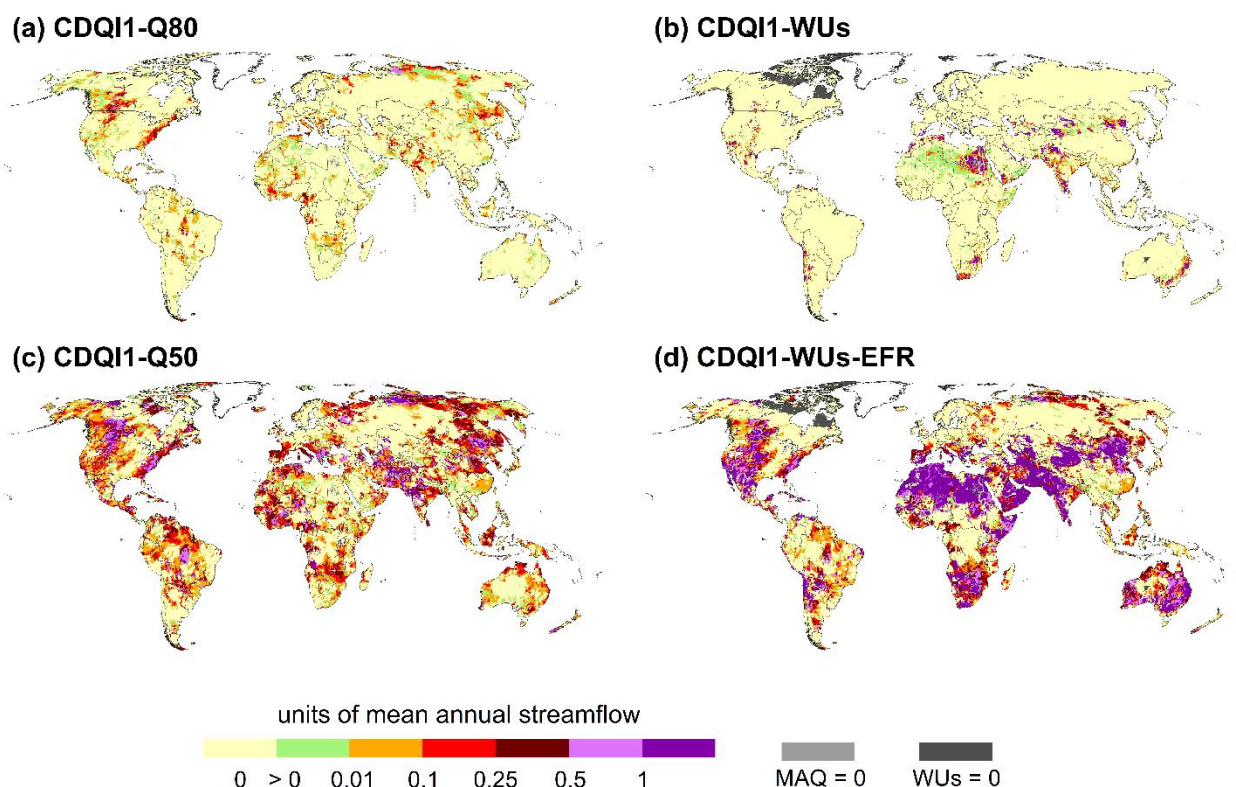 (a) CDQI1-Q80
(b) CDQI1-WUs
(c) CDQI1-Q50
(d) CDQI1-WUs-EFR
units of mean annual streamflow
0 > 0 0.01 0.1 0.25 0.5 1
MAQ = 0 WUs = 0